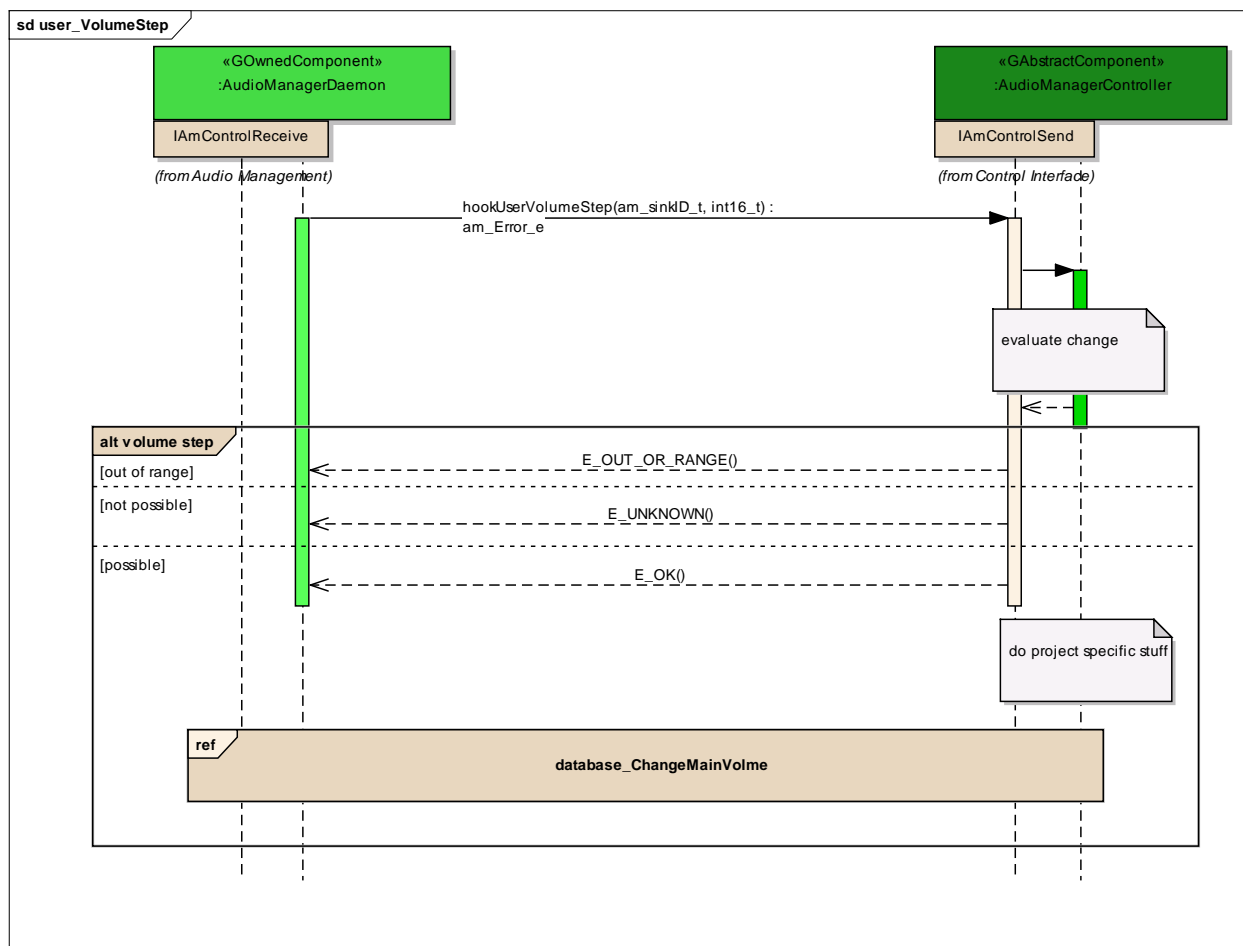 sd user_VolumeStep
«GOwnedComponent»
:AudioManagerDaemon
«GAbstractComponent»
:AudioManagerController
IAmControlReceive
IAmControlSend
(from Audio Management)
(from Control Interface)
hookUserVolumeStep(am_sinkID_t, int16_t) :
am_Error_e
evaluate change
alt volume step
[out of range]
E_OUT_OR_RANGE()
[not possible]
E_UNKNOWN()
[possible]
E_OK()
do project specific stuff
ref
database_ChangeMainVolme